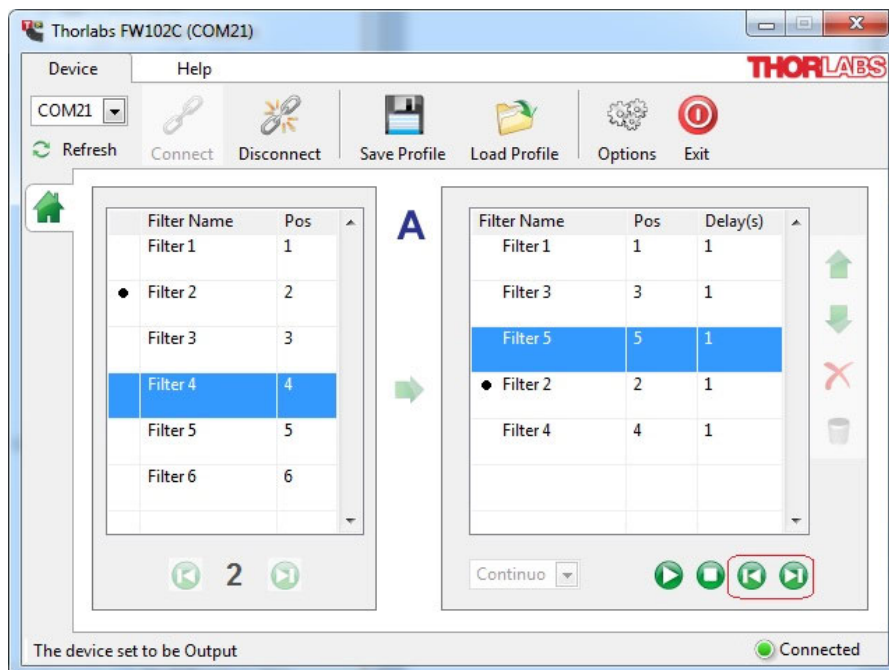 Thorlabs FW102C (COM21)
Device Help
THORLABS
COM21
Refresh
Connect Disconnect Save Profile Load Profile Options Exit
Filter Name Pos
Filter 1 1
Filter 2 2
Filter 3 3
Filter 4 4
Filter 5 5
Filter 6 6
2
A
Filter Name Pos Delay(s)
Filter 1 1 1
Filter 3 3 1
Filter 5 5 1
Filter 2 2 1
Filter 4 4 1
Continuo
The device set to be Output
Connected